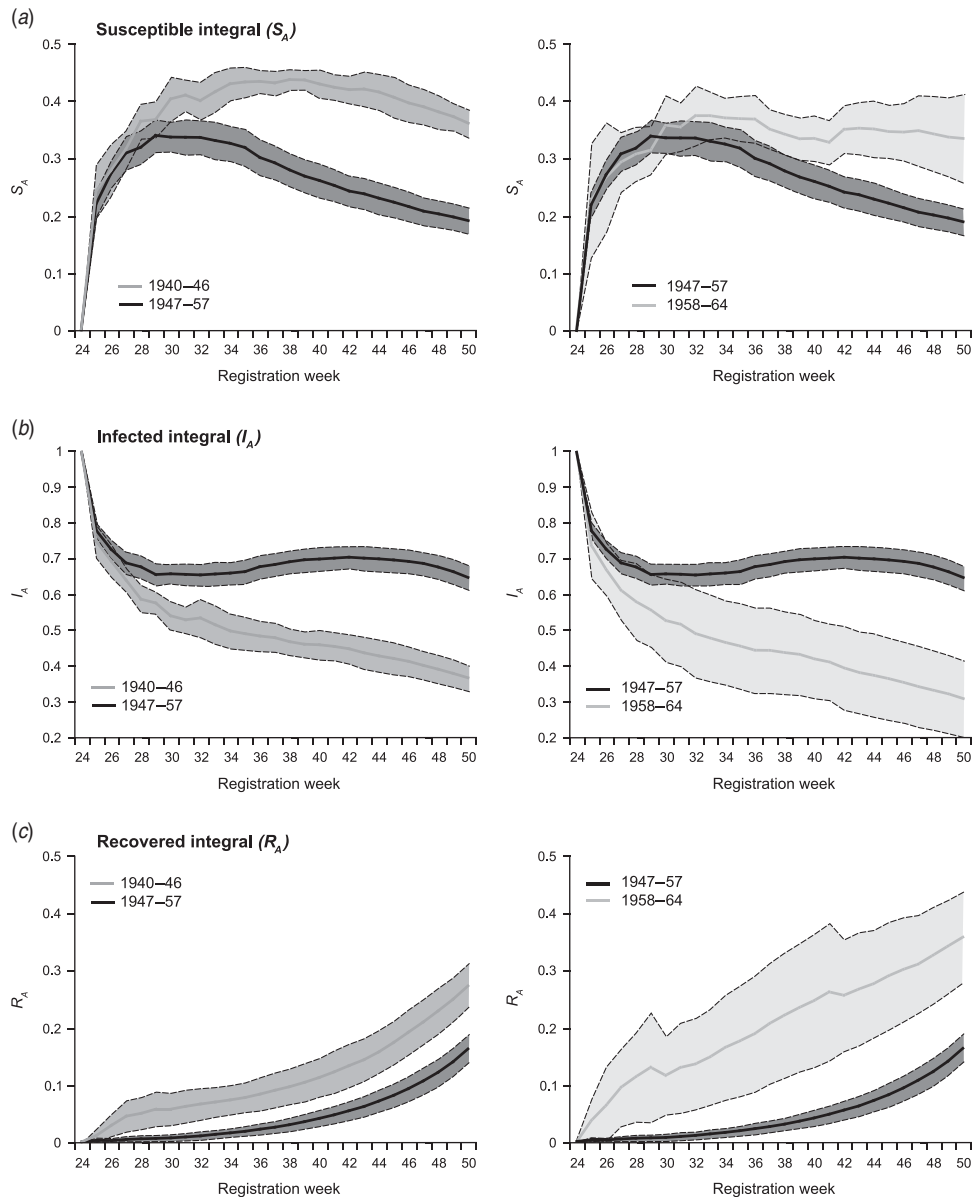 (a)
Susceptible integral (S_A)
0.5
0.4
0.3
0.2
0.1
0
S_A
1940–46
1947–57
24 26 28 30 32 34 36 38 40 42 44 46 48 50
Registration week
0.5
0.4
0.3
0.2
0.1
0
S_A
1947–57
1958–64
24 26 28 30 32 34 36 38 40 42 44 46 48 50
Registration week
(b)
Infected integral (I_A)
1
0.9
0.8
0.7
0.6
0.5
0.4
0.3
0.2
I_A
1940–46
1947–57
24 26 28 30 32 34 36 38 40 42 44 46 48 50
Registration week
1
0.9
0.8
0.7
0.6
0.5
0.4
0.3
0.2
I_A
1947–57
1958–64
24 26 28 30 32 34 36 38 40 42 44 46 48 50
Registration week
(c)
Recovered integral (R_A)
0.5
0.4
0.3
0.2
0.1
0
R_A
1940–46
1947–57
24 26 28 30 32 34 36 38 40 42 44 46 48 50
Registration week
0.5
0.4
0.3
0.2
0.1
0
R_A
1947–57
1958–64
24 26 28 30 32 34 36 38 40 42 44 46 48 50
Registration week